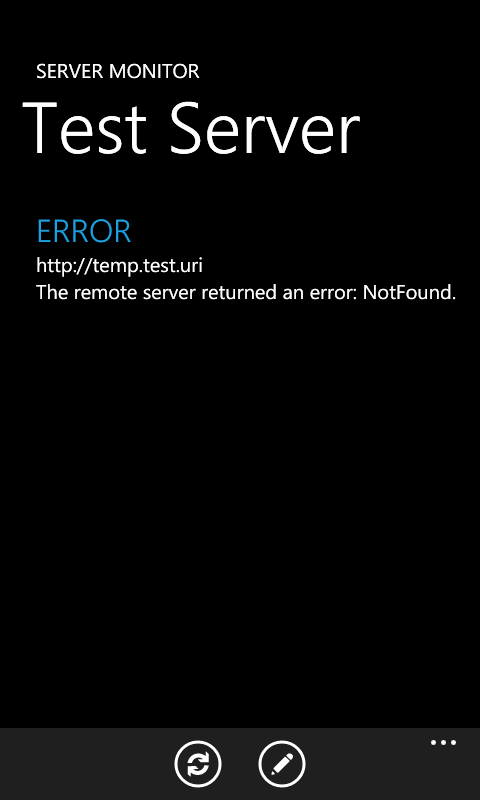 SERVER MONITOR
Test Server
ERROR
http://temp.test.uri
The remote server returned an error: NotFound.